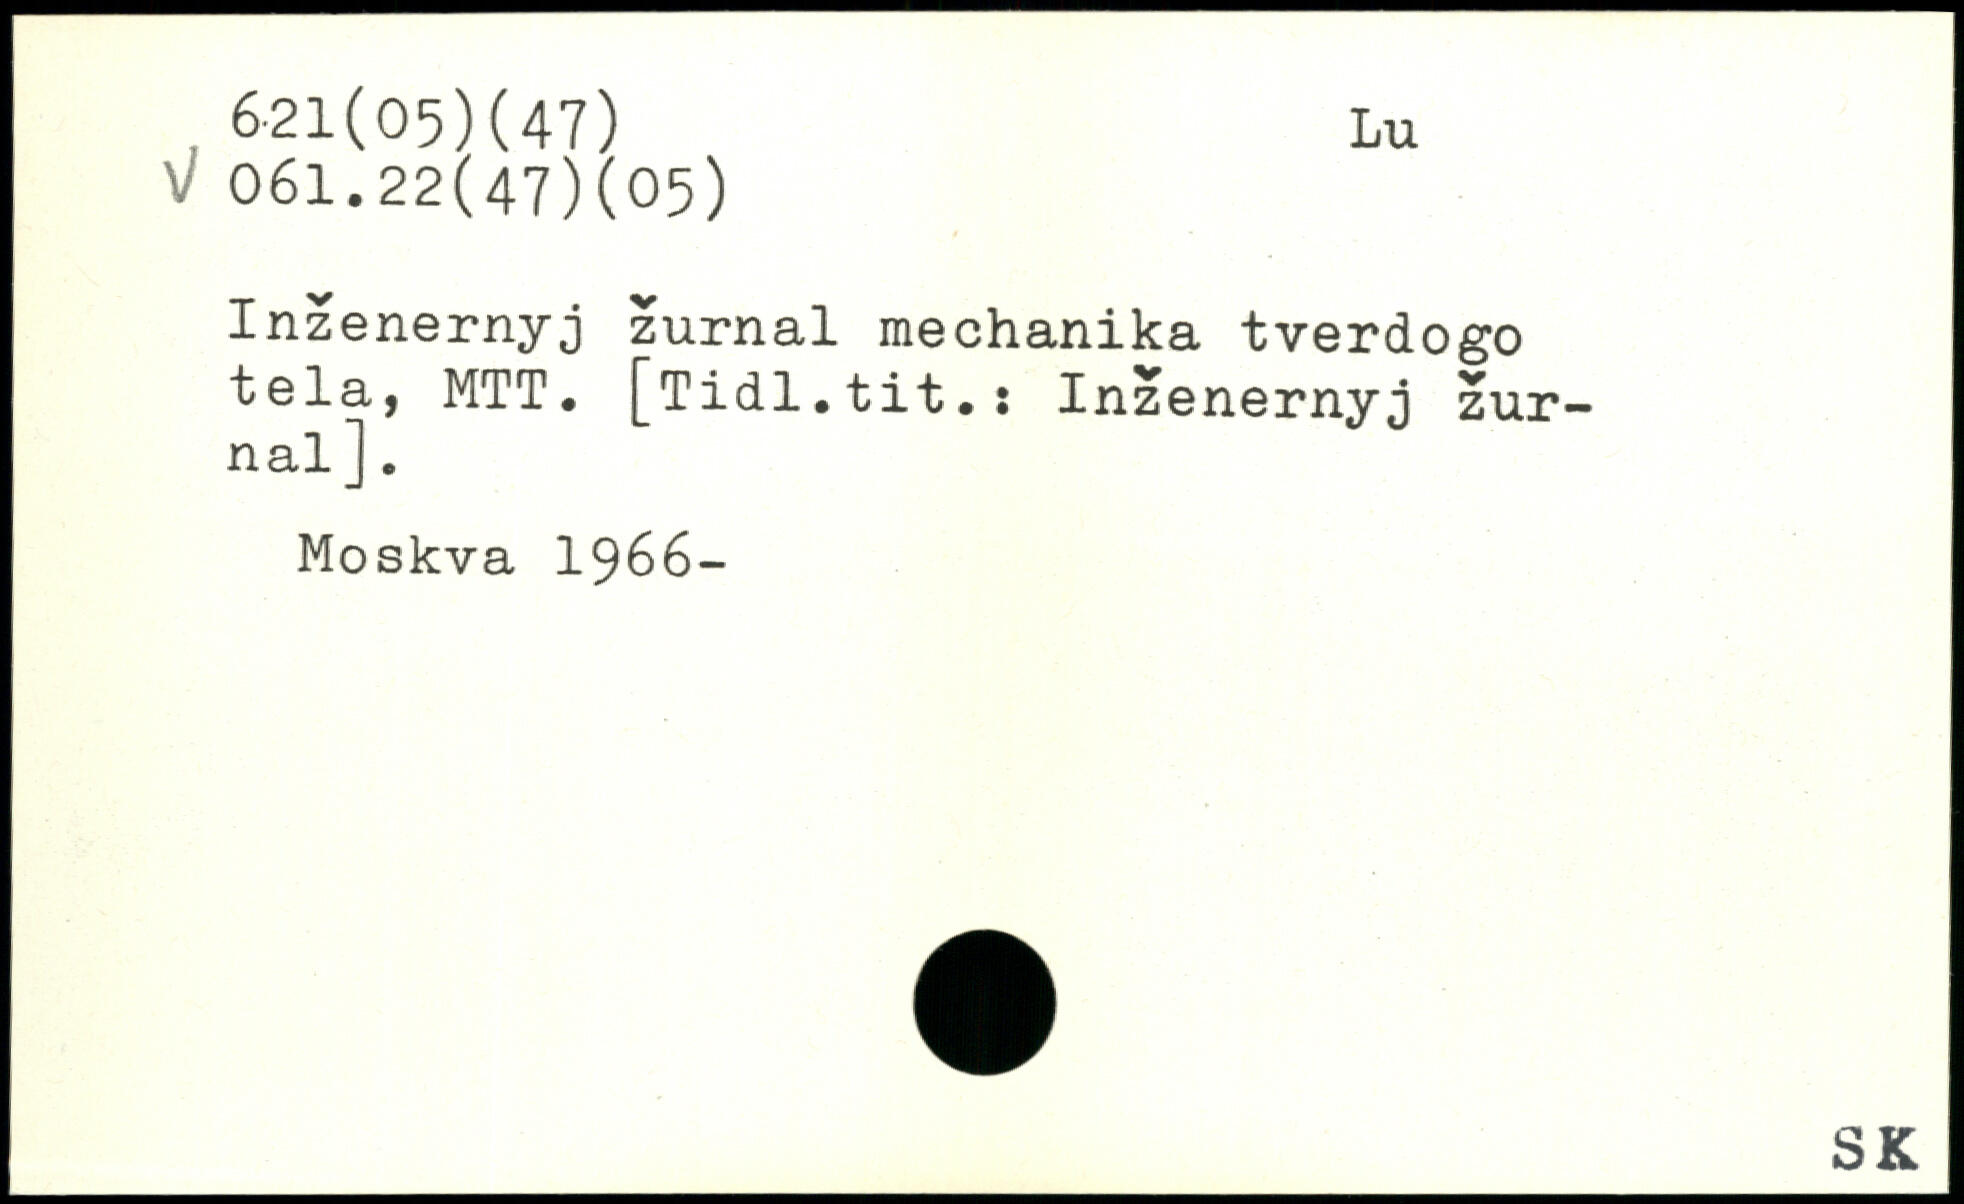 621(05)(47) Lu
V 061.22(47)(05)
Inženernyj žurnal mechanika tverdogo
tela, MTT. [Tidl.tit.: Inženernyj žur-
nal].
Moskva 1966-
SK